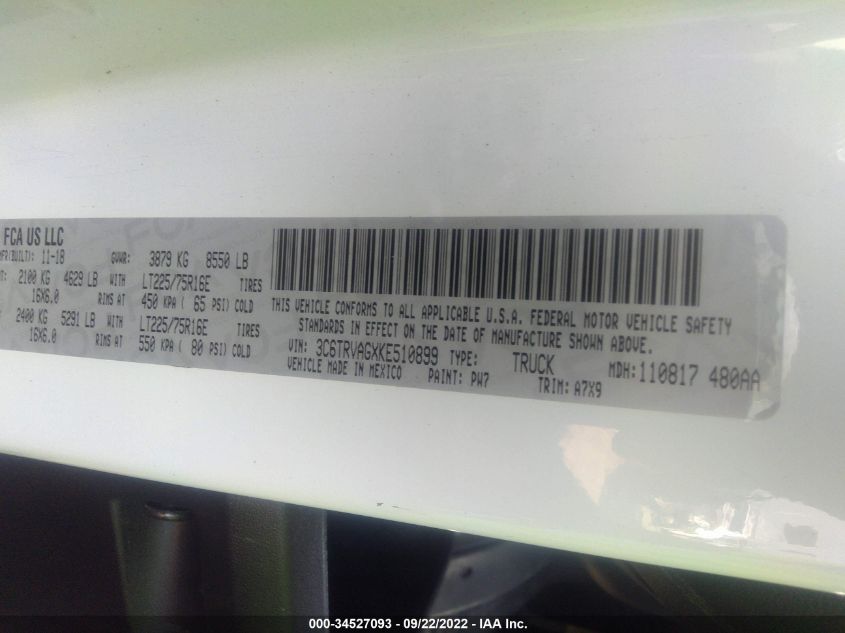 FCA US LLC
MFR(BUILT): 11-18 GVWR: 3879 KG 8550 LB
2100 KG 4629 LB WITH LT225/75R16E TIRES
16X6.0 RIMS AT 450 KPA ( 65 PSI) COLD
2400 KG 5291 LB WITH LT225/75R16E TIRES
16X6.0 RIMS AT 550 KPA ( 80 PSI) COLD
THIS VEHICLE CONFORMS TO ALL APPLICABLE U.S.A. FEDERAL MOTOR VEHICLE SAFETY
STANDARDS IN EFFECT ON THE DATE OF MANUFACTURE SHOWN ABOVE.
VIN: 3C6TRVAGXKE510899 TYPE: TRUCK MDH: 110817 480AA
VEHICLE MADE IN MEXICO PAINT: PW7 TRIM: A7X9
000-34527093 - 09/22/2022 - IAA Inc.